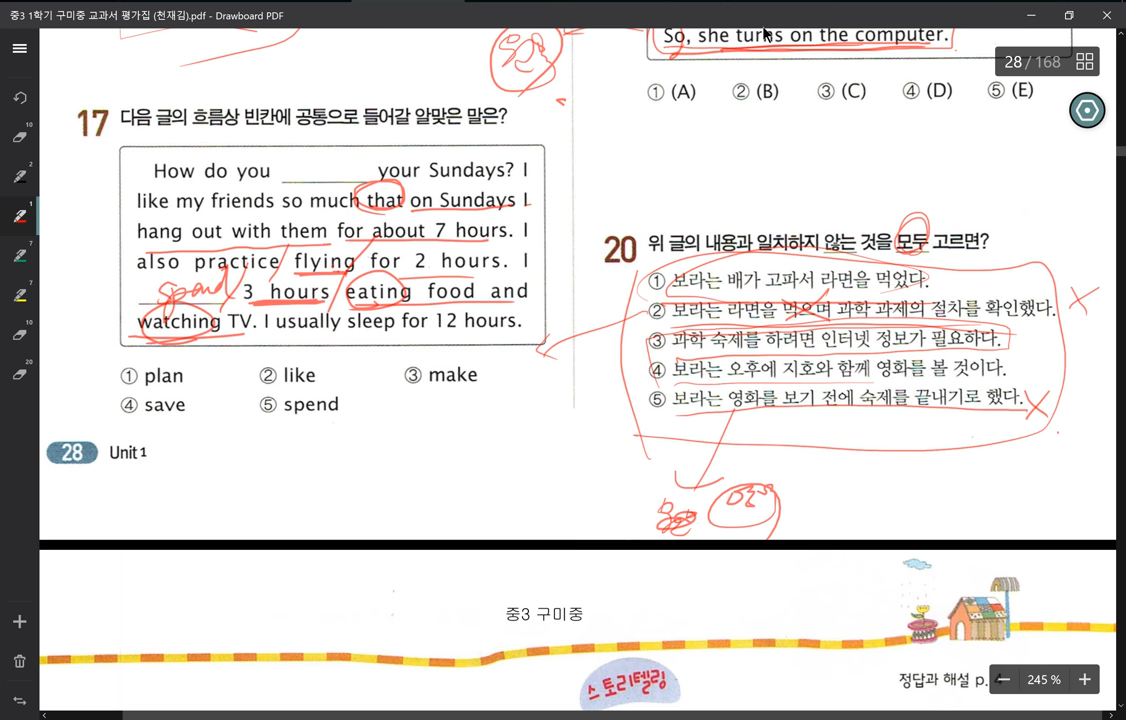 중3 1학기 구미중 교과서 평가집 (천재김).pdf - Drawboard PDF
So, she turns on the computer.
28 / 168
① (A) ② (B) ③ (C) ④ (D) ⑤ (E)
17 다음 글의 흐름상 빈칸에 공통으로 들어갈 알맞은 말은?
How do you ________ your Sundays? I
like my friends so much that on Sundays I
hang out with them for about 7 hours. I
also practice flying for 2 hours. I
spend 3 hours eating food and
watching TV. I usually sleep for 12 hours.
① plan ② like ③ make
④ save ⑤ spend
28 Unit 1
20 위 글의 내용과 일치하지 않는 것을 모두 고르면?
① 보라는 배가 고파서 라면을 먹었다.
② 보라는 라면을 먹으며 과학 과제의 절차를 확인했다.
③ 과학 숙제를 하려면 인터넷 정보가 필요하다.
④ 보라는 오후에 지호와 함께 영화를 볼 것이다.
⑤ 보라는 영화를 보기 전에 숙제를 끝내기로 했다.
중3 구미중
스토리텔링
정답과 해설 p. 4
245 %
10
2
1
7
7
10
20